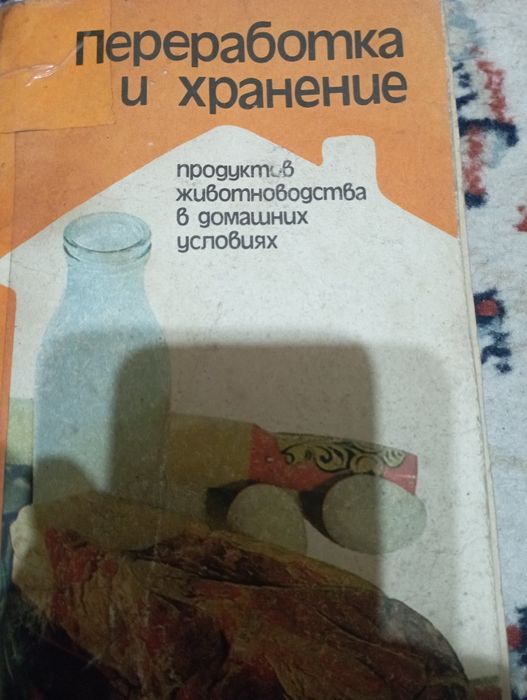 Переработка
и хранение
продуктов
животноводства
в домашних
условиях